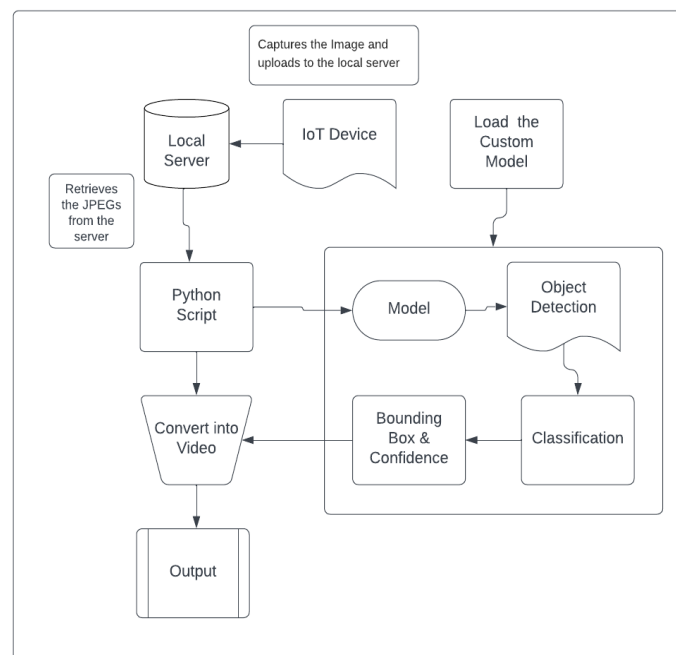 Captures the Image and
uploads to the local server
Local
Server
IoT Device
Load the
Custom
Model
Retrieves
the JPEGs
from the
server
Python
Script
Model
Object
Detection
Convert into
Video
Bounding
Box &
Confidence
Classification
Output